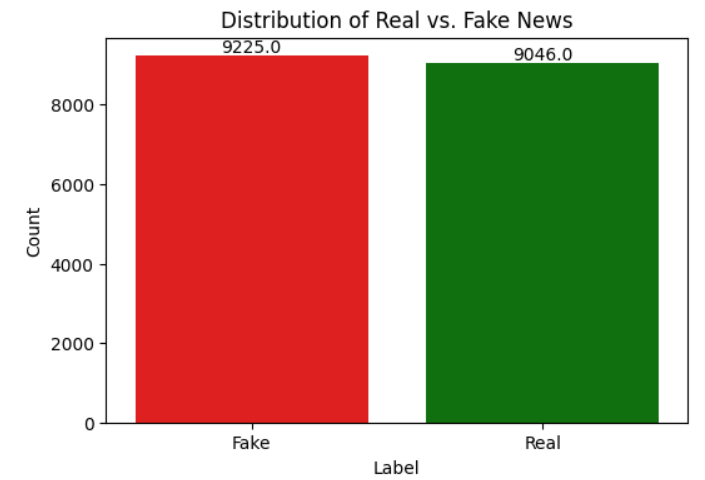 Distribution of Real vs. Fake News
9225.0
9046.0
8000
6000
4000
2000
0
Count
Fake
Real
Label